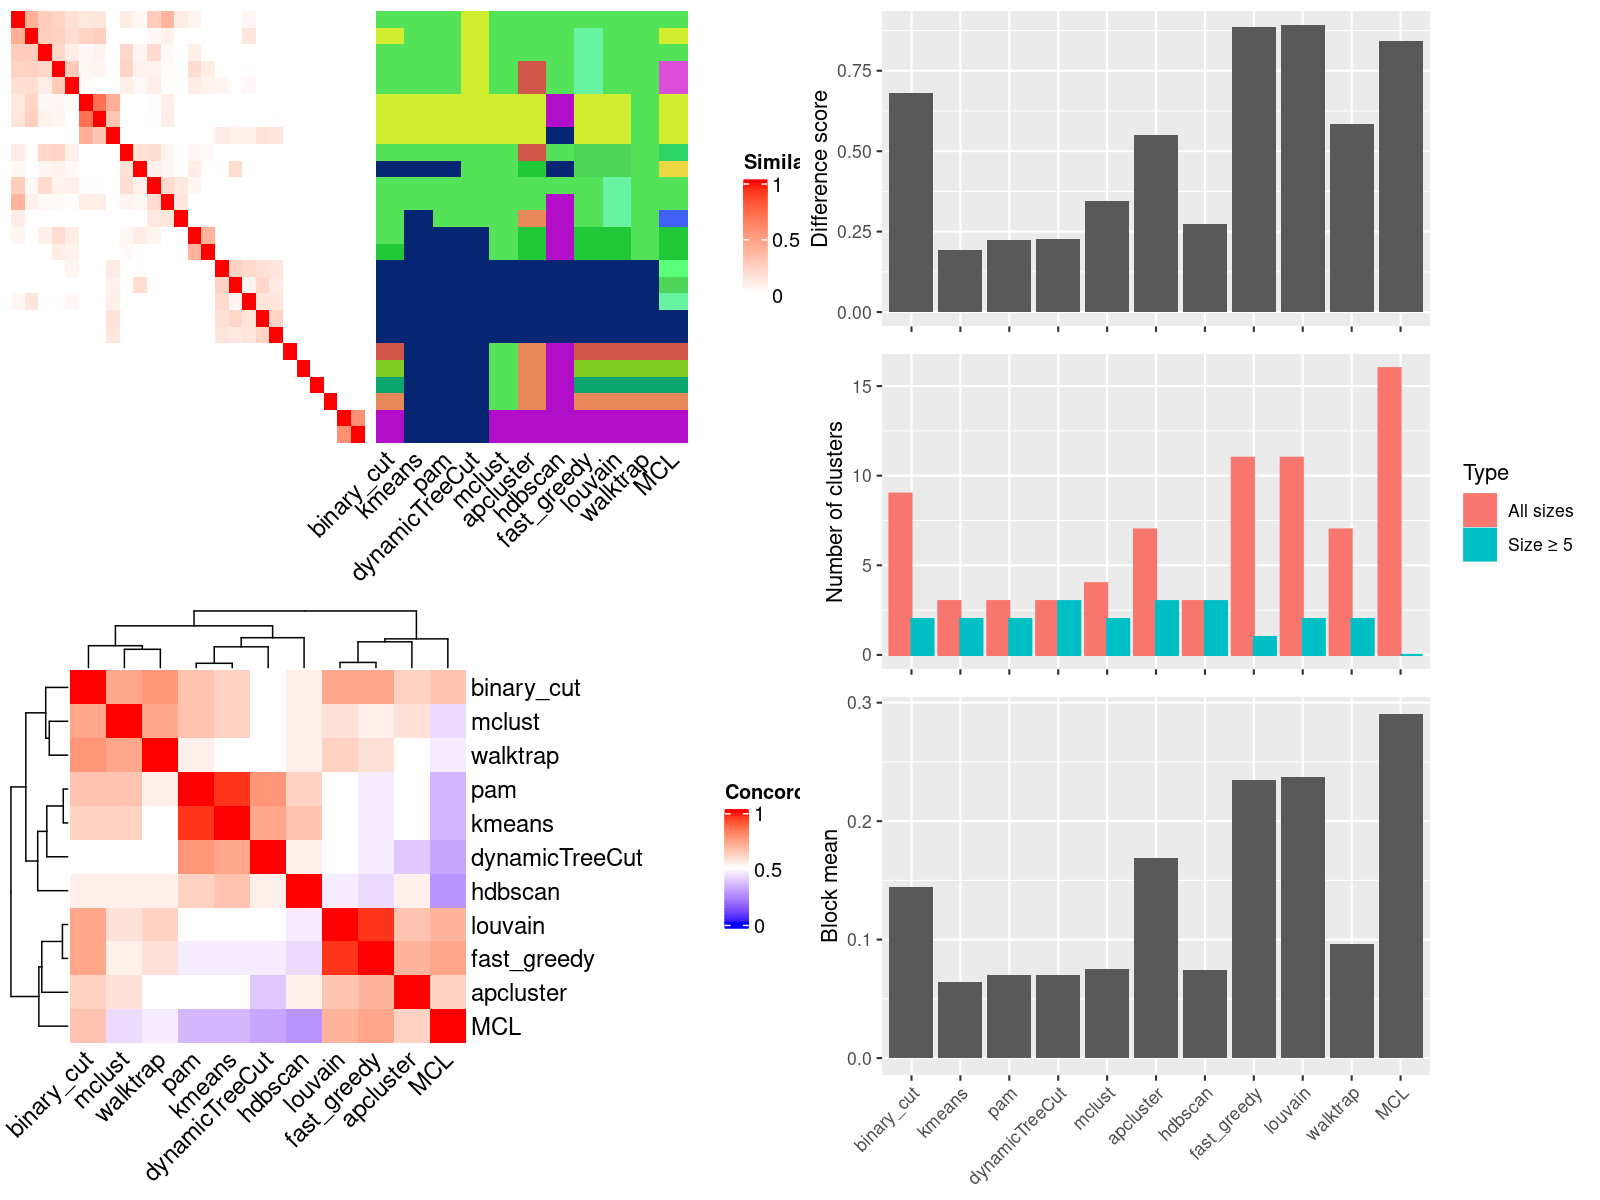 Simila
1
0.5
0
binary_cut
kmeans
pam
dynamicTreeCut
mclust
apcluster
hdbscan
fast_greedy
louvain
walktrap
MCL
binary_cut
mclust
walktrap
pam
kmeans
dynamicTreeCut
hdbscan
louvain
fast_greedy
apcluster
MCL
binary_cut
mclust
walktrap
pam
kmeans
dynamicTreeCut
hdbscan
louvain
fast_greedy
apcluster
MCL
Concord
1
0.5
0
Difference score
0.75
0.50
0.25
0.00
Number of clusters
15
10
5
0
Type
All sizes
Size ≥ 5
Block mean
0.3
0.2
0.1
0.0
binary_cut
kmeans
pam
dynamicTreeCut
mclust
apcluster
hdbscan
fast_greedy
louvain
walktrap
MCL